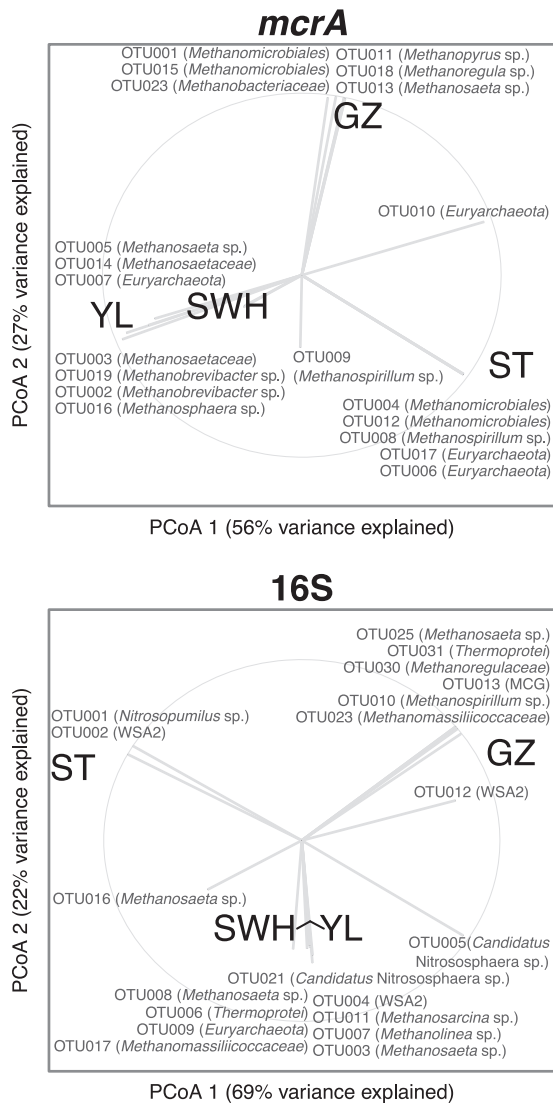 mcrA
OTU001 (Methanomicrobiales)
OTU015 (Methanomicrobiales)
OTU023 (Methanobacteriaceae)
OTU011 (Methanopyrus sp.)
OTU018 (Methanoregula sp.)
OTU013 (Methanosaeta sp.)
GZ
OTU010 (Euryarchaeota)
OTU005 (Methanosaeta sp.)
OTU014 (Methanosaetaceae)
OTU007 (Euryarchaeota)
YL
SWH
OTU003 (Methanosaetaceae)
OTU019 (Methanobrevibacter sp.)
OTU002 (Methanobrevibacter sp.)
OTU016 (Methanosphaera sp.)
OTU009
(Methanospirillum sp.)
ST
OTU004 (Methanomicrobiales)
OTU012 (Methanomicrobiales)
OTU008 (Methanospirillum sp.)
OTU017 (Euryarchaeota)
OTU006 (Euryarchaeota)
PCoA 2 (27% variance explained)
PCoA 1 (56% variance explained)
16S
OTU025 (Methanosaeta sp.)
OTU031 (Thermoprotei)
OTU030 (Methanoregulaceae)
OTU013 (MCG)
OTU010 (Methanospirillum sp.)
OTU023 (Methanomassiliicoccaceae)
GZ
OTU001 (Nitrosopumilus sp.)
OTU002 (WSA2)
ST
OTU012 (WSA2)
OTU016 (Methanosaeta sp.)
SWH
YL
OTU005(Candidatus
Nitrososphaera sp.)
OTU021 (Candidatus Nitrososphaera sp.)
OTU008 (Methanosaeta sp.)
OTU006 (Thermoprotei)
OTU009 (Euryarchaeota)
OTU017 (Methanomassiliicoccaceae)
OTU004 (WSA2)
OTU011 (Methanosarcina sp.)
OTU007 (Methanolinea sp.)
OTU003 (Methanosaeta sp.)
PCoA 2 (22% variance explained)
PCoA 1 (69% variance explained)